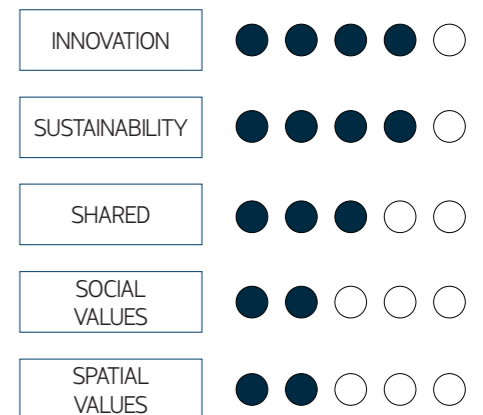 INNOVATION
SUSTAINABILITY
SHARED
SOCIAL
VALUES
SPATIAL
VALUES